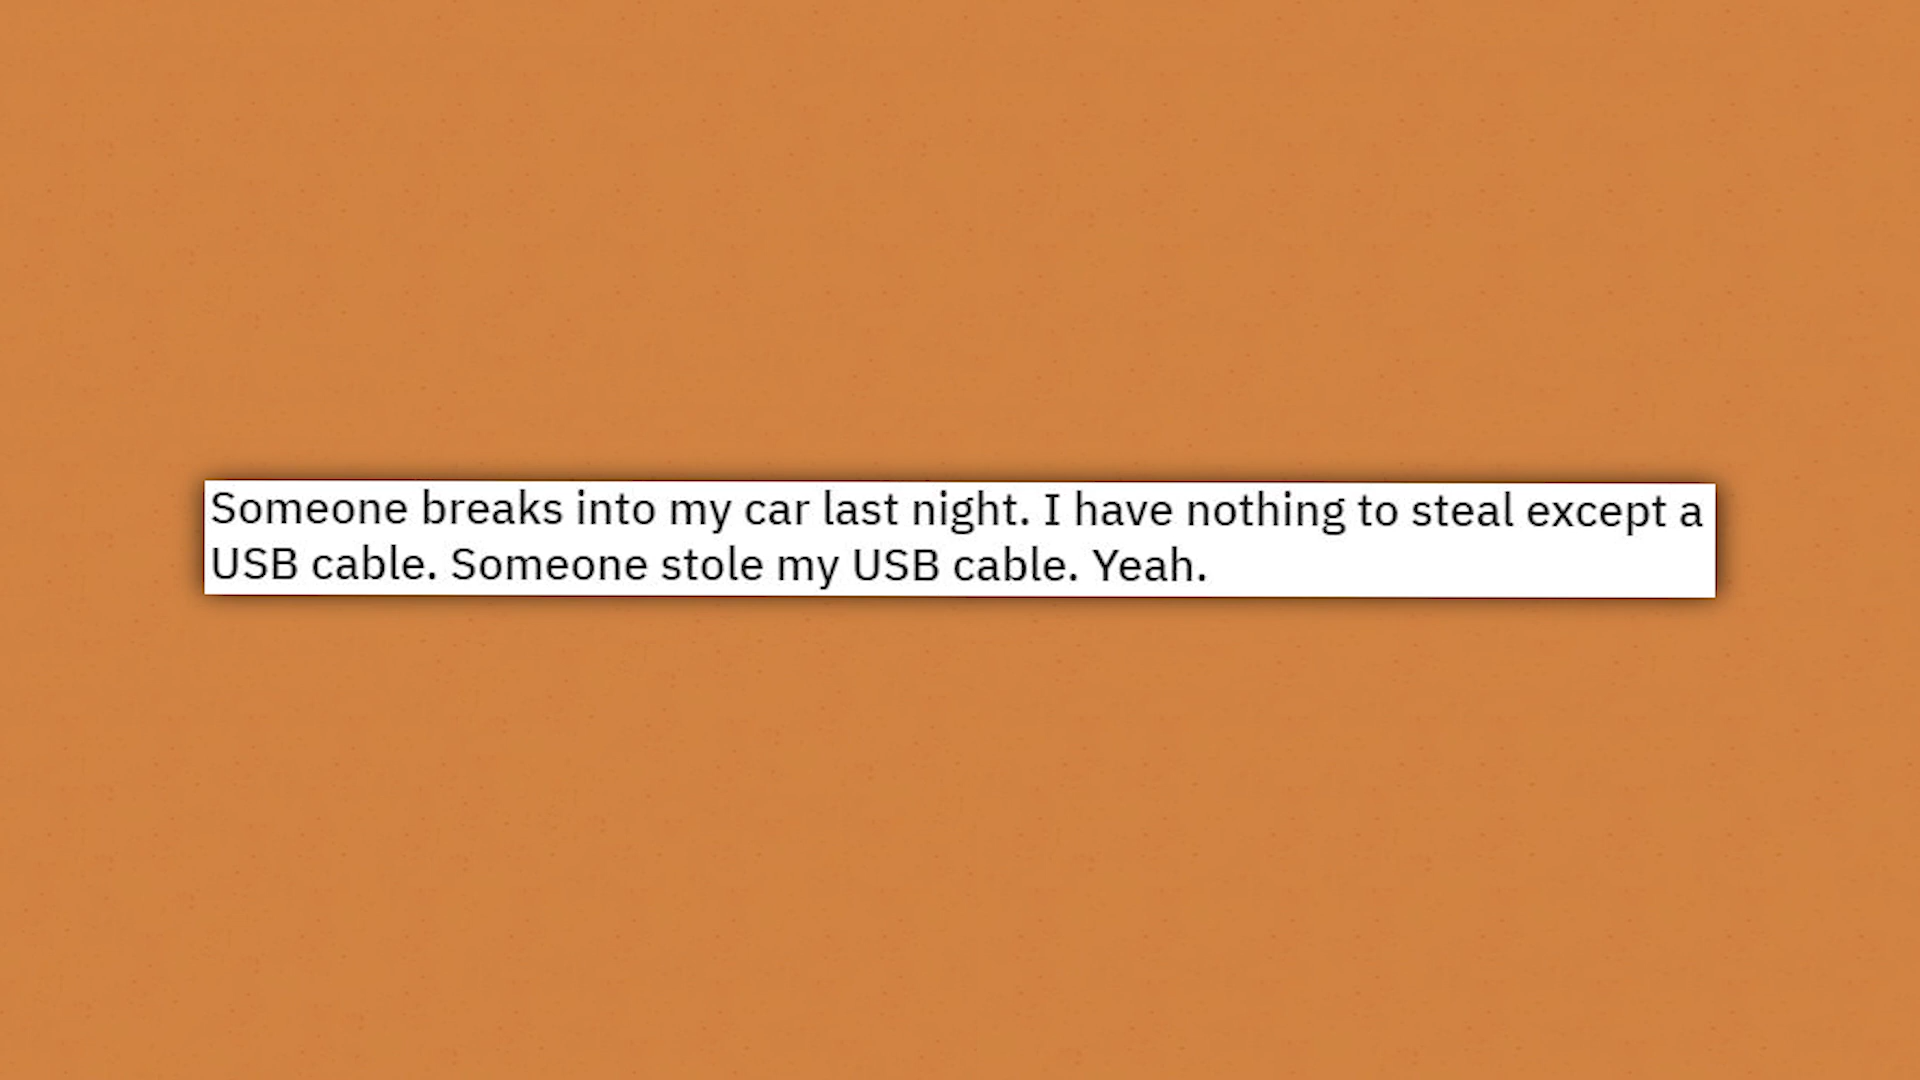 Someone breaks into my car last night. I have nothing to steal except a
USB cable. Someone stole my USB cable. Yeah.